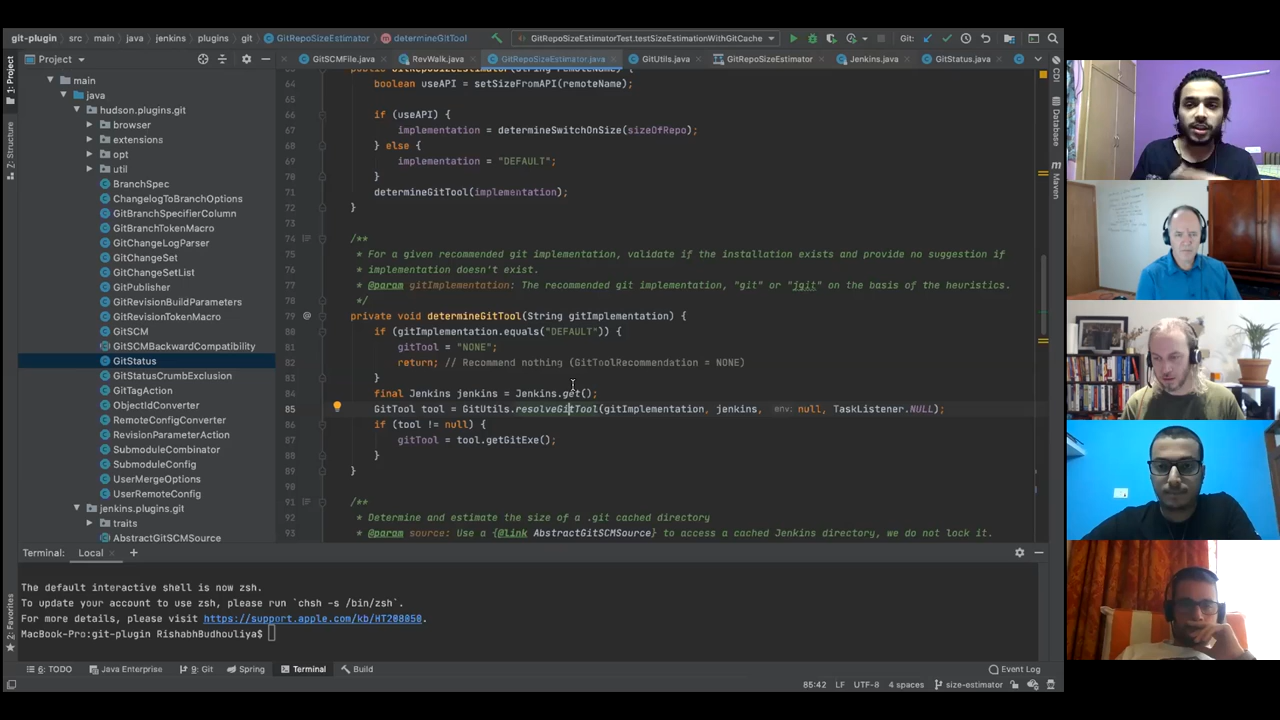 git-plugin src main java jenkins plugins git GitRepoSizeEstimator determineGitTool GitRepoSizeEstimatorTest.testSizeEstimationWithGitCache Git:
Project GitSCMFile.java RevWalk.java GitRepoSizeEstimator.java GitUtils.java GitRepoSizeEstimator Jenkins.java GitStatus.java
1: Project
Z: Structure
2: Favorites
CDI
Database
Maven
main
java
hudson.plugins.git
browser
extensions
opt
util
BranchSpec
ChangelogToBranchOptions
GitBranchSpecifierColumn
GitBranchTokenMacro
GitChangeLogParser
GitChangeSet
GitChangeSetList
GitPublisher
GitRevisionBuildParameters
GitRevisionTokenMacro
GitSCM
GitSCMBackwardCompatibility
GitStatus
GitStatusCrumbExclusion
GitTagAction
ObjectIdConverter
RemoteConfigConverter
RevisionParameterAction
SubmoduleCombinator
SubmoduleConfig
UserMergeOptions
UserRemoteConfig
jenkins.plugins.git
traits
AbstractGitSCMSource
public GitRepoSizeEstimator(String remoteName) {
64 boolean useAPI = setSizeFromAPI(remoteName);
65
66 if (useAPI) {
67 implementation = determineSwitchOnSize(sizeOfRepo);
68 } else {
69 implementation = "DEFAULT";
70 }
71 determineGitTool(implementation);
72 }
73
74 /**
75 * For a given recommended git implementation, validate if the installation exists and provide no suggestion if
76 * implementation doesn't exist.
77 * @param gitImplementation: The recommended git implementation, "git" or "jgit" on the basis of the heuristics.
78 */
79 @ private void determineGitTool(String gitImplementation) {
80 if (gitImplementation.equals("DEFAULT")) {
81 gitTool = "NONE";
82 return; // Recommend nothing (GitToolRecommendation = NONE)
83 }
84 final Jenkins jenkins = Jenkins.get();
85 GitTool tool = GitUtils.resolveGitTool(gitImplementation, jenkins, env: null, TaskListener.NULL);
86 if (tool != null) {
87 gitTool = tool.getGitExe();
88 }
89 }
90
91 /**
92 * Determine and estimate the size of a .git cached directory
93 * @param source: Use a {@link AbstractGitSCMSource} to access a cached Jenkins directory, we do not lock it.
Terminal: Local +
The default interactive shell is now zsh.
To update your account to use zsh, please run `chsh -s /bin/zsh`.
For more details, please visit https://support.apple.com/kb/HT208050.
MacBook-Pro:git-plugin RishabhBudhouliya$
6: TODO Java Enterprise 9: Git Spring Terminal Build Event Log
85:42 LF UTF-8 4 spaces size-estimator